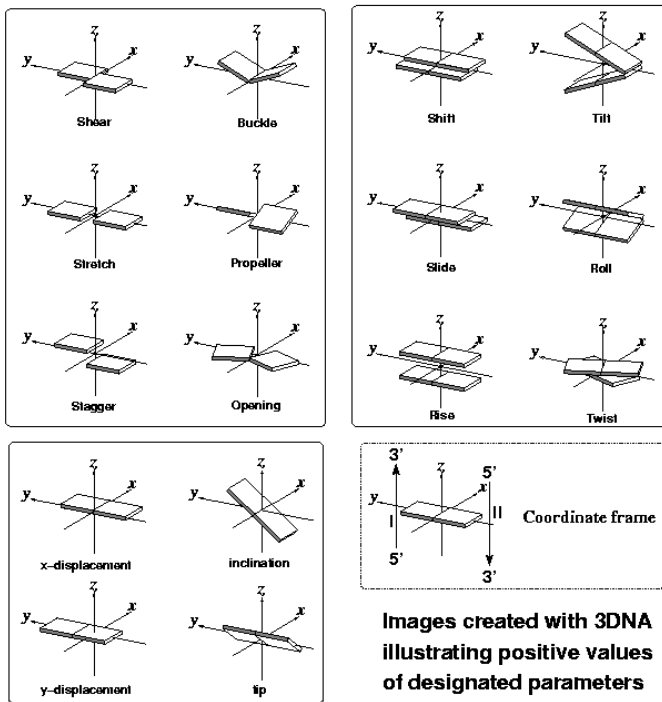 z x z x
y y
Shear Buckle
z x z x
y y
Stretch Propeller
z x z x
y y
Stagger Opening
z x z x
y y
Shift Tilt
z x z x
y y
Slide Roll
z x z x
y y
Rise Twist
z x z x
y y
x-displacement inclination
z x z x
y y
y-displacement tip
3' z 5'
y x
I II Coordinate frame
5'
3'
Images created with 3DNA
illustrating positive values
of designated parameters